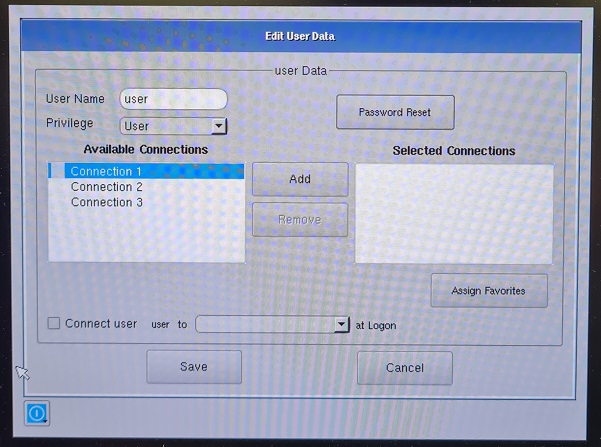 Edit User Data
user Data
User Name user
Password Reset
Privilege User
Available Connections
Selected Connections
Connection 1
Connection 2
Connection 3
Add
Remove
Assign Favorites
Connect user user to at Logon
Save
Cancel